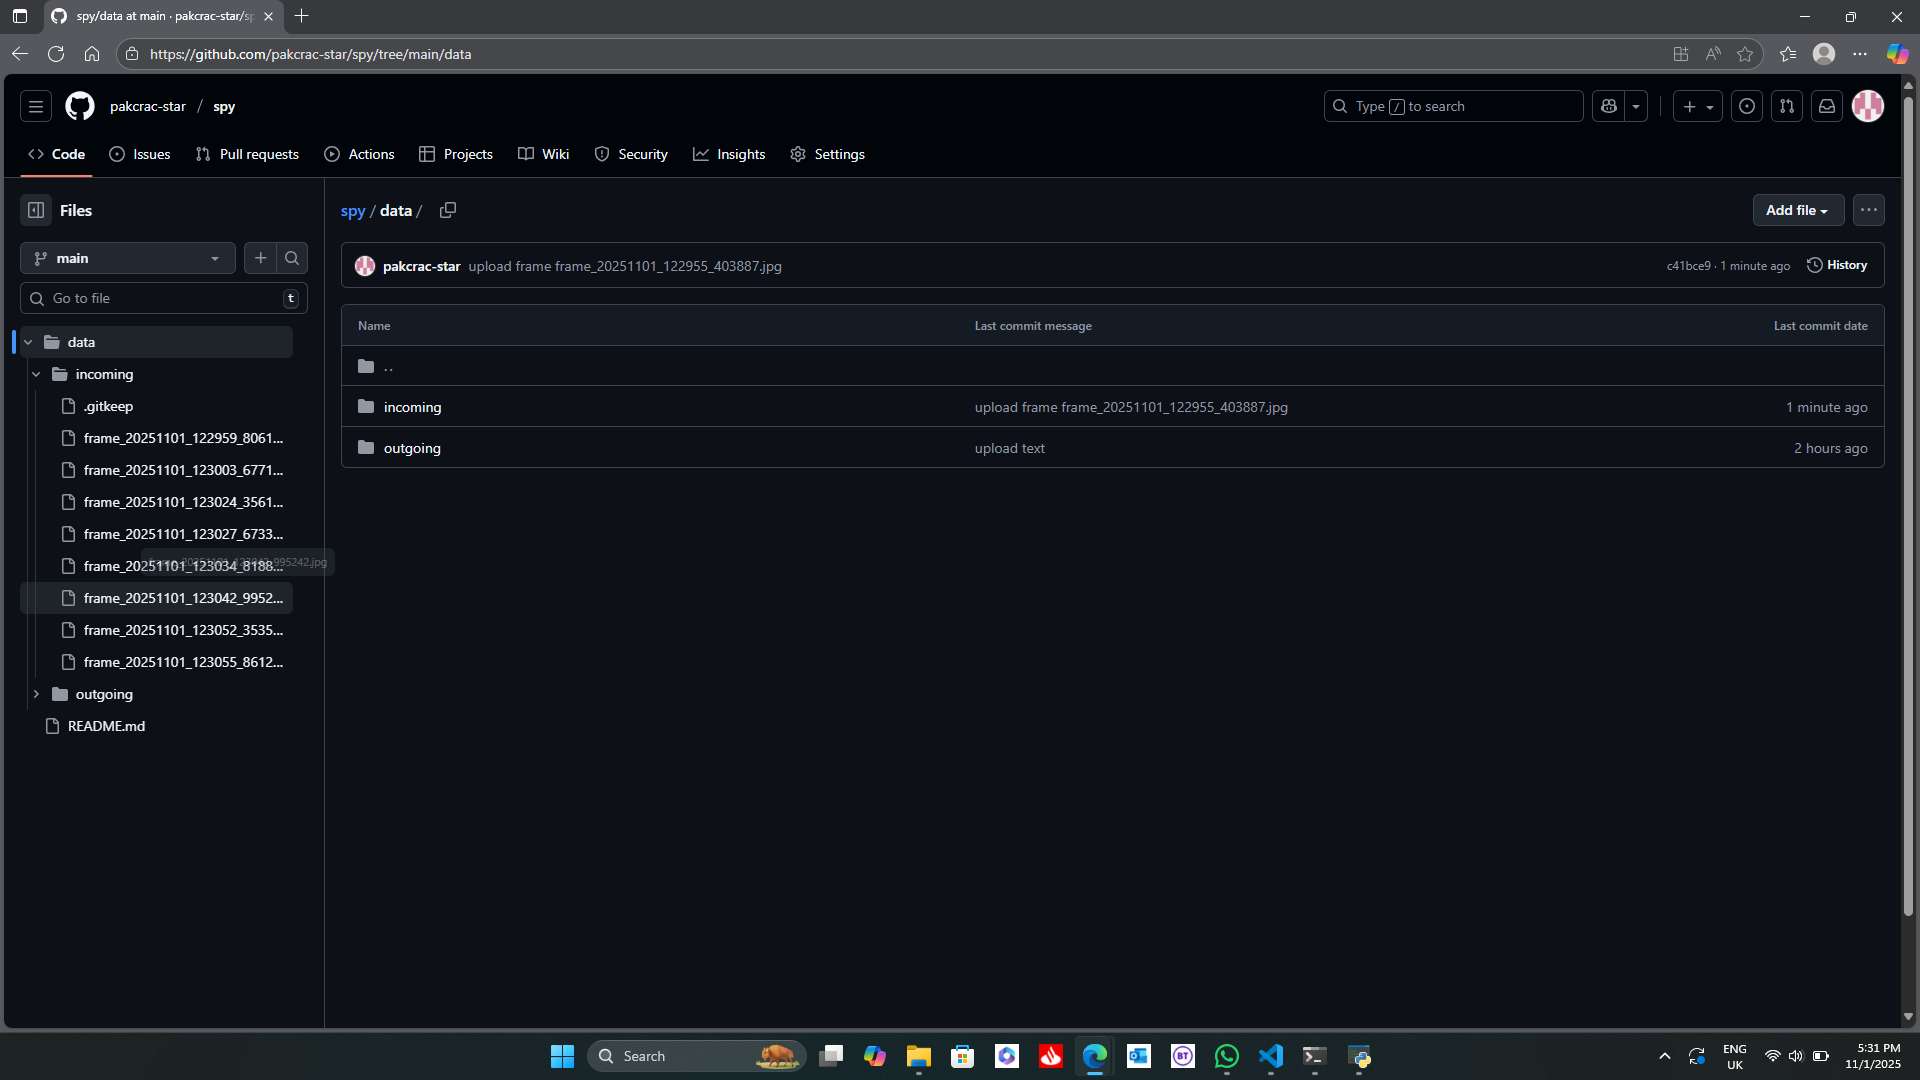 spy/data at main · pakcrac-star/sp
https://github.com/pakcrac-star/spy/tree/main/data
pakcrac-star / spy
Type / to search
Code Issues Pull requests Actions Projects Wiki Security Insights Settings
Files
spy / data /
Add file
main
pakcrac-star upload frame frame_20251101_122955_403887.jpg
c41bce9 · 1 minute ago History
Go to file t
Name Last commit message Last commit date
data
..
incoming
incoming upload frame frame_20251101_122955_403887.jpg 1 minute ago
.gitkeep
outgoing upload text 2 hours ago
frame_20251101_122959_8061...
frame_20251101_123003_6771...
frame_20251101_123024_3561...
frame_20251101_123027_6733...
frame_20251101_123034_8188...
frame_20251101_123042_995242.jpg
frame_20251101_123042_9952...
frame_20251101_123052_3535...
frame_20251101_123055_8612...
outgoing
README.md
Search
BT
ENG
UK
5:31 PM
11/1/2025